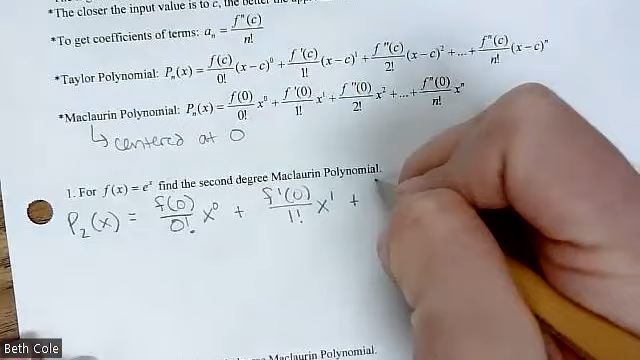 *The closer the input value is to c, the better the app
*To get coefficients of terms: aₙ = fⁿ(c)/n!
*Taylor Polynomial: Pₙ(x) = f(c)/0! (x−c)⁰ + f'(c)/1! (x−c)¹ + f''(c)/2! (x−c)² + ... + fⁿ(c)/n! (x−c)ⁿ
*Maclaurin Polynomial: Pₙ(x) = f(0)/0! x⁰ + f'(0)/1! x¹ + f''(0)/2! x² + ... + fⁿ(0)/n! xⁿ
↳ centered at 0
1. For f(x) = eˣ find the second degree Maclaurin Polynomial.
P₂(x) = f(0)/0! x⁰ + f'(0)/1! x¹ +
Maclaurin Polynomial.
Beth Cole